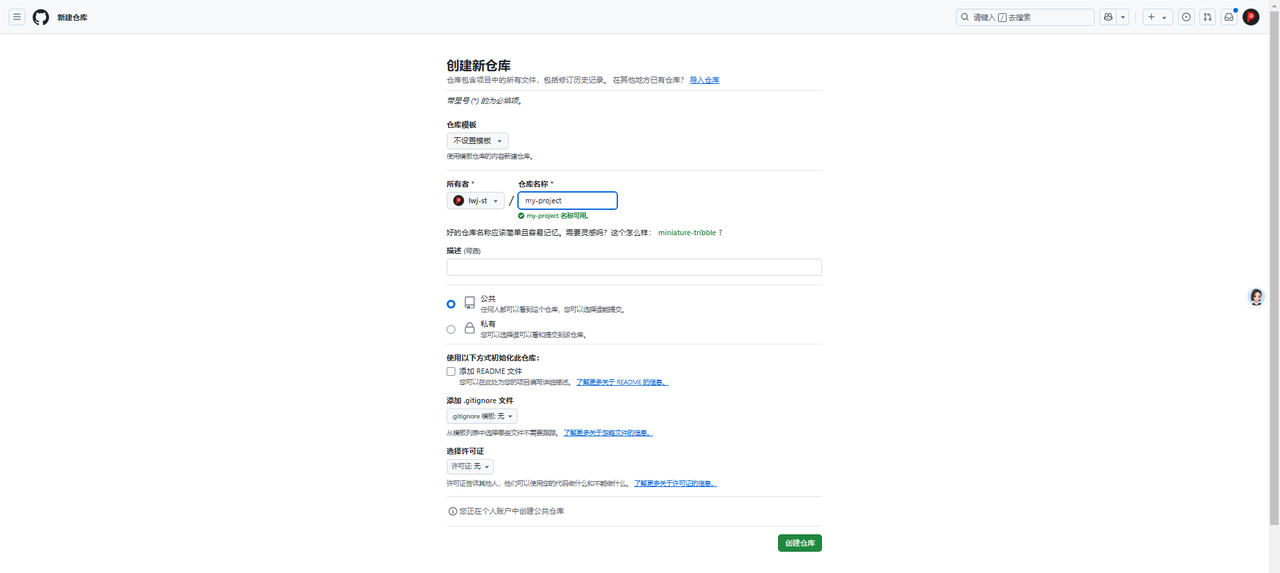 新建仓库
请键入 / 去搜索
创建新仓库
仓库包含项目中的所有文件，包括修订历史记录。 在其他地方已有仓库？ 导入仓库
带星号 (*) 的为必填项。
仓库模板
不设置模板
使用模板仓库的内容新建仓库。
所有者 * 仓库名称 *
lwj-st / my-project
my-project 名称可用。
好的仓库名称应该简单且容易记忆。需要灵感吗？这个怎么样： miniature-tribble ?
描述 (可选)
公共
任何人都可以看到这个仓库，您可以选择谁能提交。
私有
您可以选择谁可以看和提交到该仓库。
使用以下方式初始化此仓库：
添加 README 文件
您可以在此处为您的项目编写详细描述。 了解更多关于 README 的信息。
添加 .gitignore 文件
.gitignore 模板: 无
从模板列表中选择哪些文件不需要跟踪。 了解更多关于忽略文件的信息。
选择许可证
许可证: 无
许可证告诉其他人，他们可以使用您的代码做什么和不能做什么。 了解更多关于许可证的信息。
您正在个人账户中创建公共仓库
创建仓库